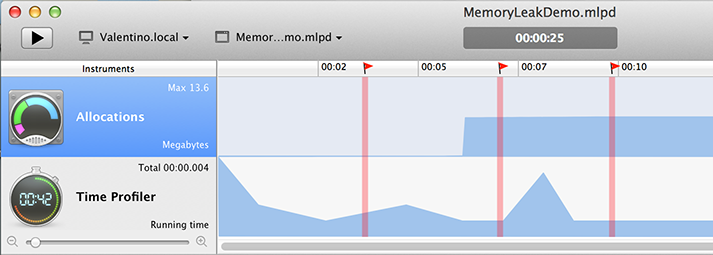 MemoryLeakDemo.mlpd
Valentino.local
Memor...mo.mlpd
00:00:25
Instruments
00:02
00:05
00:07
00:10
Max 13.6
Allocations
Megabytes
Total 00:00.004
00:42
Time Profiler
Running time